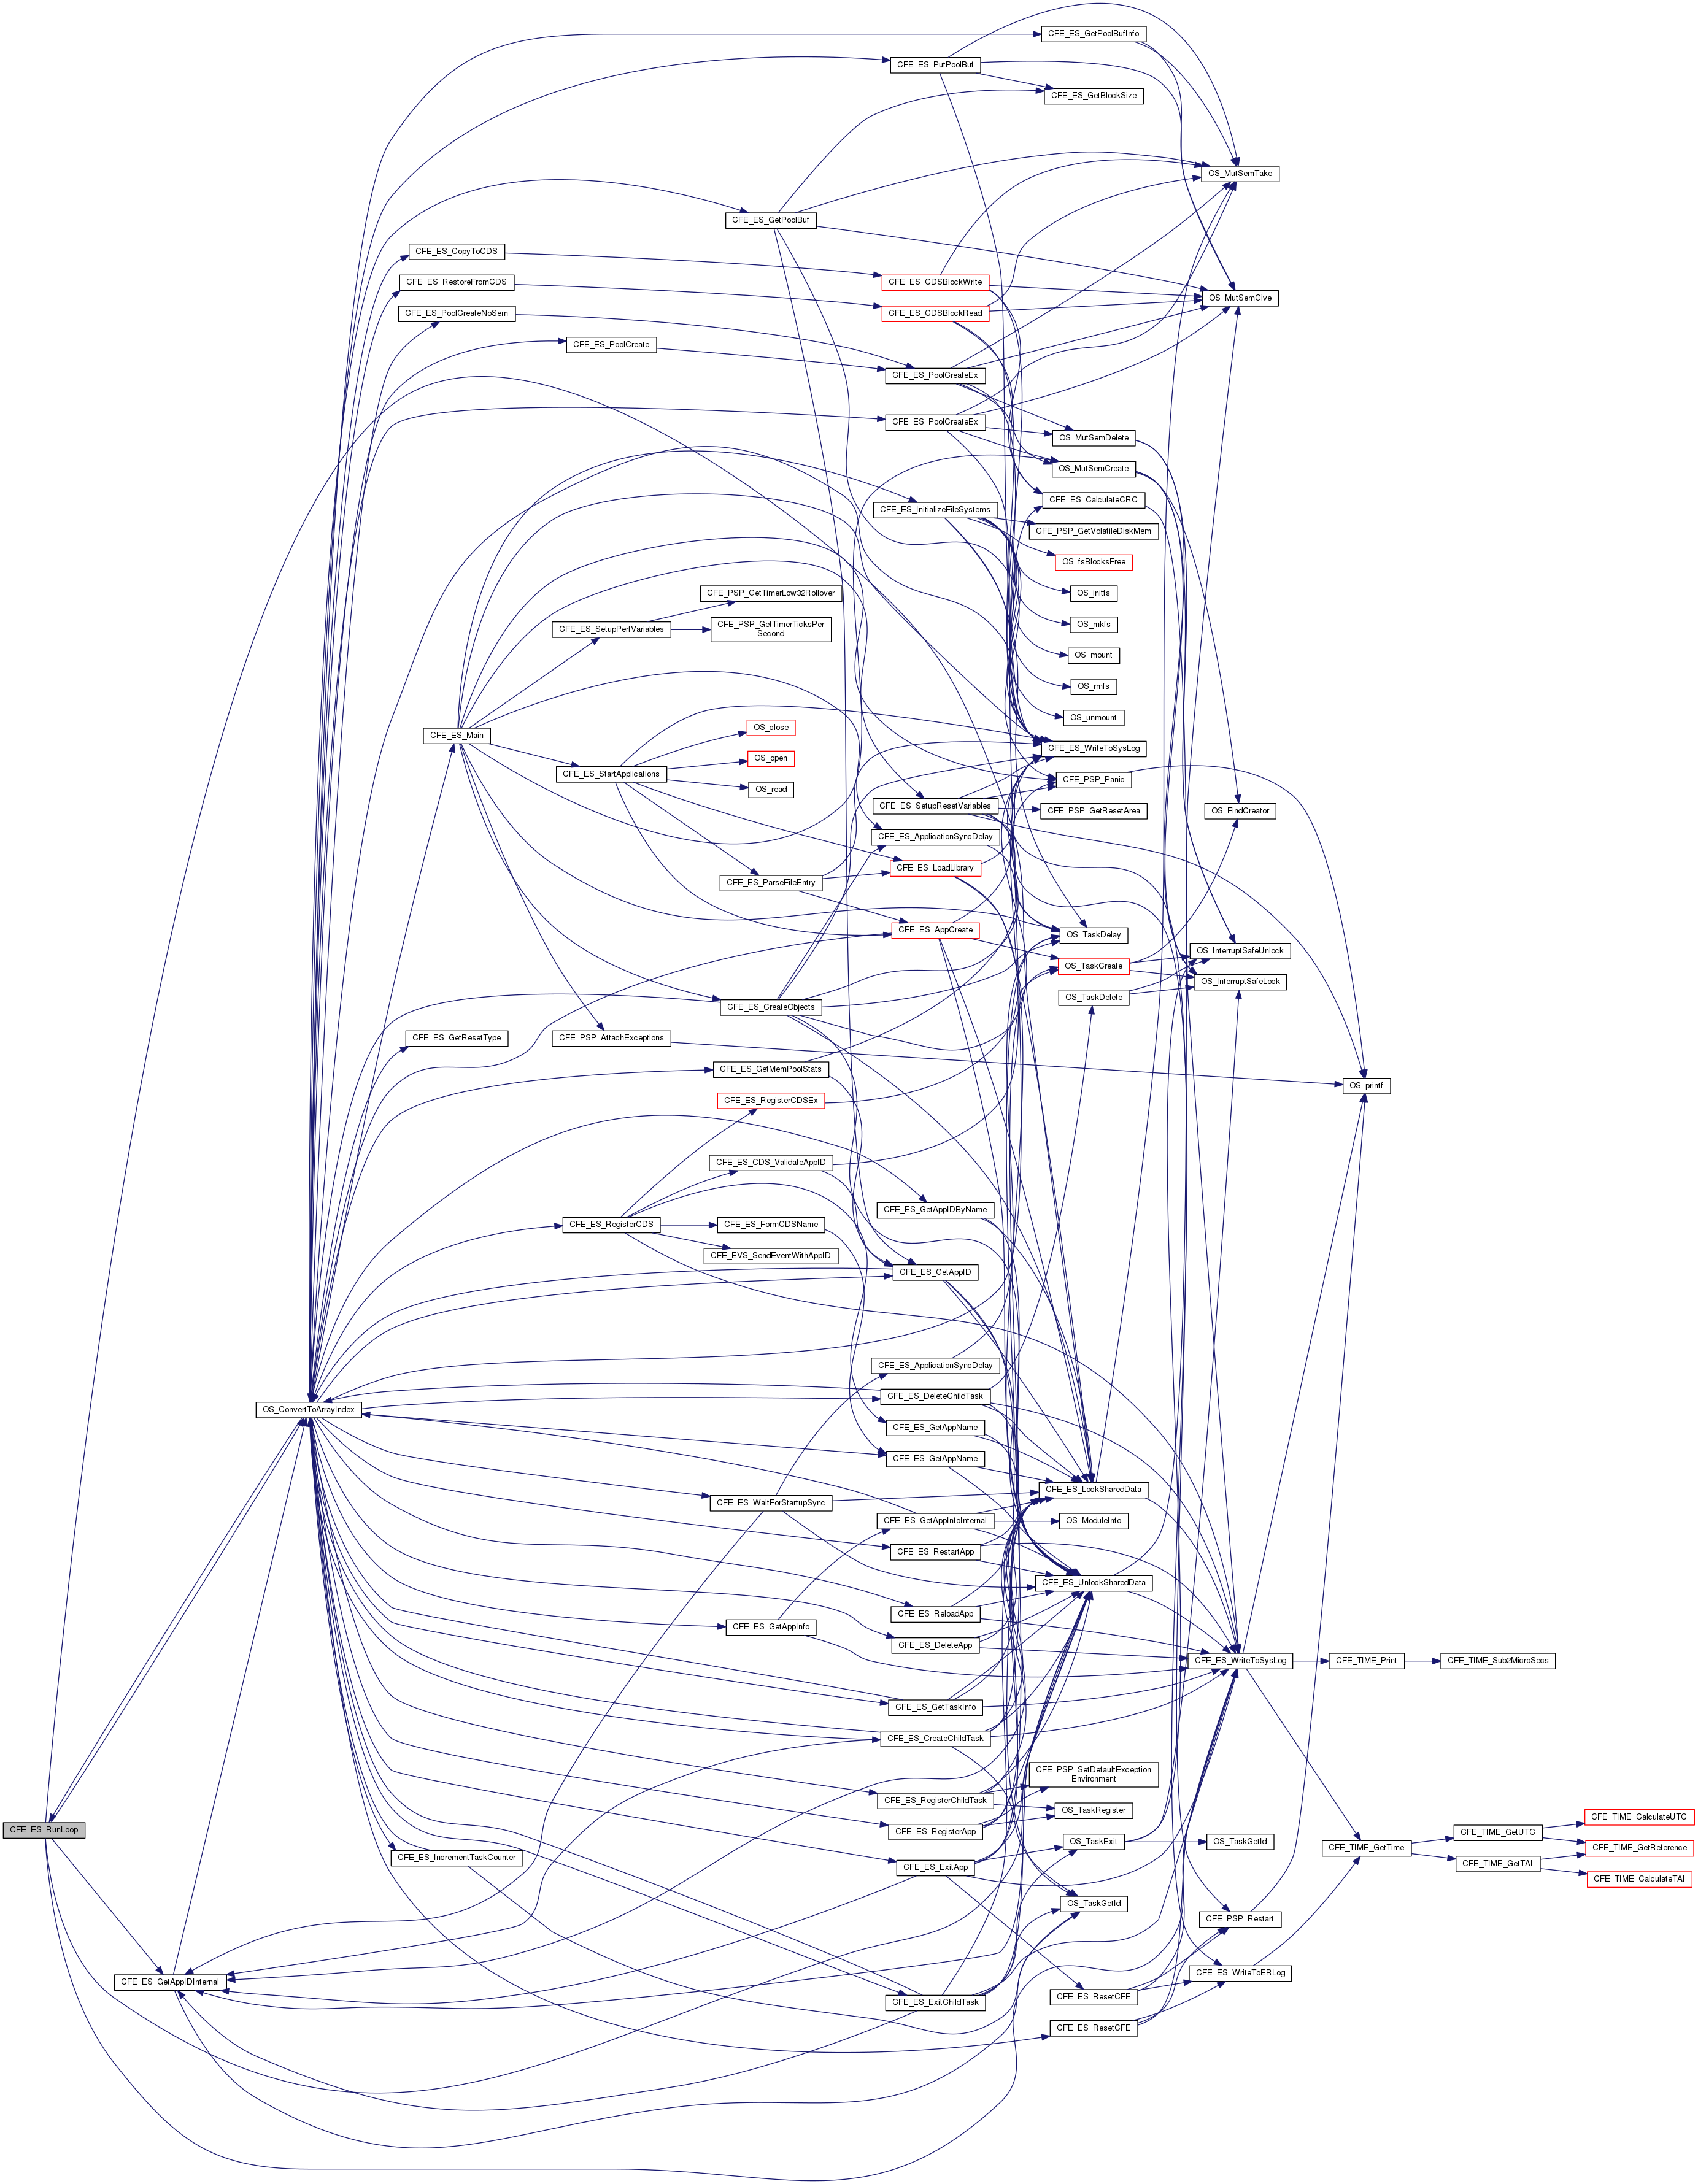 CFE_ES_GetPoolBufInfo
CFE_ES_PutPoolBuf
CFE_ES_GetBlockSize
OS_MutSemTake
CFE_ES_GetPoolBuf
CFE_ES_CopyToCDS
CFE_ES_RestoreFromCDS
CFE_ES_CDSBlockWrite
OS_MutSemGive
CFE_ES_PoolCreateNoSem
CFE_ES_CDSBlockRead
CFE_ES_PoolCreate
CFE_ES_PoolCreateEx
CFE_ES_PoolCreateEx
OS_MutSemDelete
OS_MutSemCreate
CFE_ES_CalculateCRC
CFE_ES_InitializeFileSystems
CFE_PSP_GetVolatileDiskMem
OS_fsBlocksFree
CFE_PSP_GetTimerLow32Rollover
OS_initfs
CFE_ES_SetupPerfVariables
CFE_PSP_GetTimerTicksPer
Second
OS_mkfs
OS_mount
OS_rmfs
OS_unmount
CFE_ES_Main
OS_close
CFE_ES_WriteToSysLog
OS_open
CFE_ES_StartApplications
CFE_PSP_Panic
OS_read
CFE_ES_SetupResetVariables
CFE_PSP_GetResetArea
OS_FindCreator
CFE_ES_ApplicationSyncDelay
CFE_ES_LoadLibrary
CFE_ES_ParseFileEntry
CFE_ES_AppCreate
OS_TaskDelay
OS_InterruptSafeUnlock
OS_TaskCreate
OS_InterruptSafeLock
OS_TaskDelete
CFE_ES_CreateObjects
CFE_ES_GetResetType
CFE_PSP_AttachExceptions
CFE_ES_GetMemPoolStats
OS_printf
CFE_ES_RegisterCDSEx
CFE_ES_CDS_ValidateAppID
CFE_ES_GetAppIDByName
CFE_ES_RegisterCDS
CFE_ES_FormCDSName
CFE_EVS_SendEventWithAppID
CFE_ES_GetAppID
CFE_ES_ApplicationSyncDelay
CFE_ES_DeleteChildTask
OS_ConvertToArrayIndex
CFE_ES_GetAppName
CFE_ES_GetAppName
CFE_ES_LockSharedData
CFE_ES_WaitForStartupSync
CFE_ES_GetAppInfoInternal
OS_ModuleInfo
CFE_ES_RestartApp
CFE_ES_UnlockSharedData
CFE_ES_ReloadApp
CFE_ES_GetAppInfo
CFE_ES_DeleteApp
CFE_ES_WriteToSysLog
CFE_TIME_Print
CFE_TIME_Sub2MicroSecs
CFE_ES_GetTaskInfo
CFE_ES_CreateChildTask
CFE_PSP_SetDefaultException
Environment
CFE_ES_RegisterChildTask
OS_TaskRegister
CFE_TIME_CalculateUTC
CFE_ES_RunLoop
CFE_ES_RegisterApp
CFE_TIME_GetUTC
OS_TaskExit
OS_TaskGetId
CFE_TIME_GetTime
CFE_TIME_GetReference
CFE_ES_IncrementTaskCounter
CFE_ES_ExitApp
CFE_TIME_GetTAI
CFE_TIME_CalculateTAI
OS_TaskGetId
CFE_PSP_Restart
CFE_ES_WriteToERLog
CFE_ES_GetAppIDInternal
CFE_ES_ResetCFE
CFE_ES_ExitChildTask
CFE_ES_ResetCFE